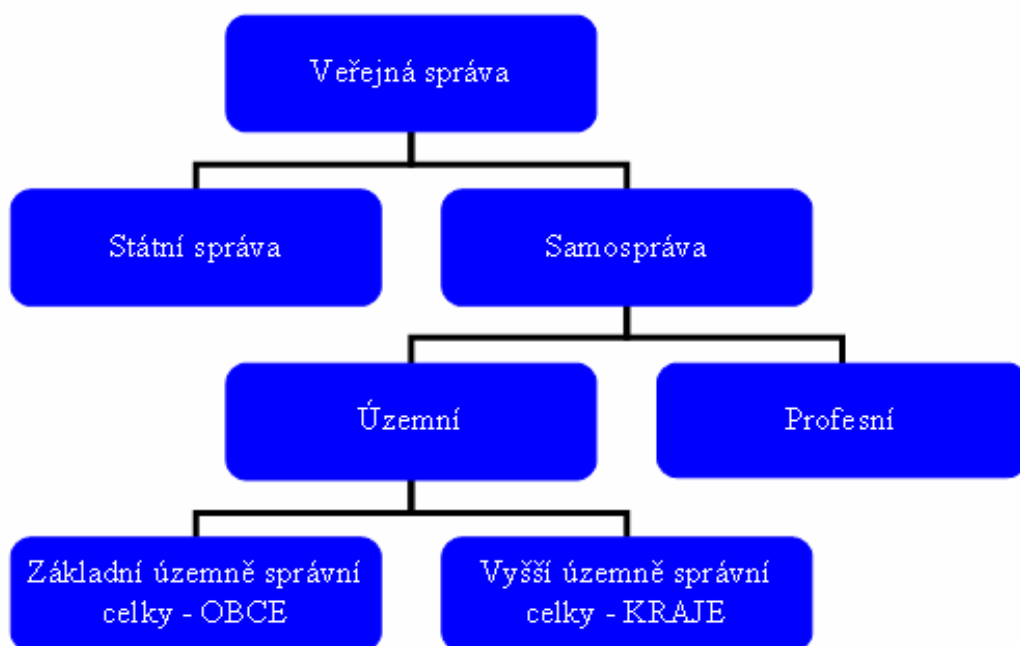 Veřejná správa
Státní správa
Samospráva
Územní
Profesní
Základní územně správní
celky - OBCE
Vyšší územně správní
celky - KRAJE